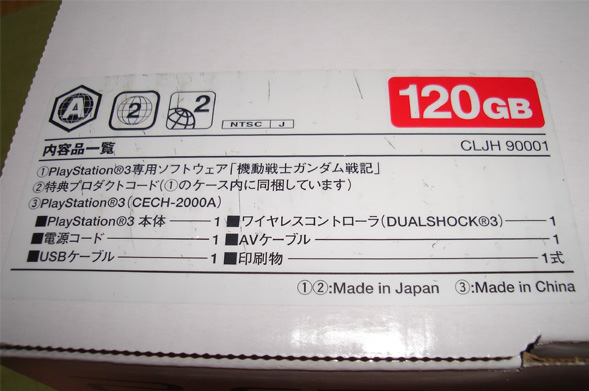 A 2 2 NTSC J 120GB
内容品一覧 CLJH 90001
①PlayStation®3専用ソフトウェア「機動戦士ガンダム戦記」
②特典プロダクトコード(①のケース内に同梱しています)
③PlayStation®3(CECH-2000A)
■PlayStation®3 本体 1 ■ワイヤレスコントローラ(DUALSHOCK®3) 1
■電源コード 1 ■AVケーブル 1
■USBケーブル 1 ■印刷物 1式
①②:Made in Japan ③:Made in China